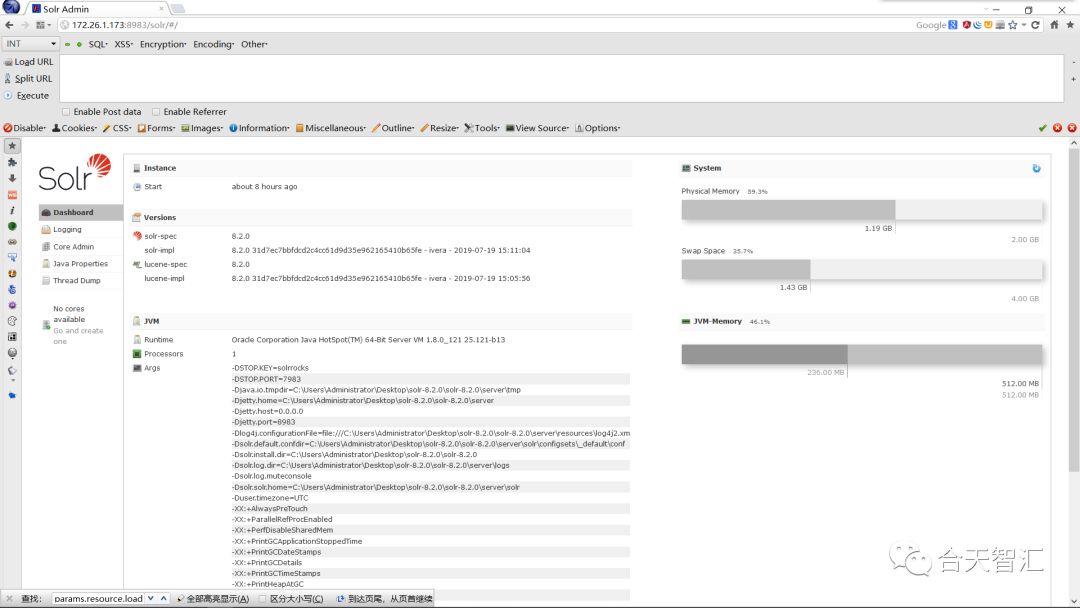 Solr Admin
172.26.1.173:8983/solr/#/
Google
INT
SQL· XSS· Encryption· Encoding· Other·
Load URL
Split URL
Execute
Enable Post data Enable Referrer
Disable· Cookies· CSS· Forms· Images· Information· Miscellaneous· Outline· Resize· Tools· View Source· Options·
Solr
Dashboard
Logging
Core Admin
Java Properties
Thread Dump
No cores
available
Go and create
one
Instance
Start about 8 hours ago
Versions
solr-spec 8.2.0
solr-impl 8.2.0 31d7ec7bbfdcd2c4cc61d9d35e962165410b65fe - ivera - 2019-07-19 15:11:04
lucene-spec 8.2.0
lucene-impl 8.2.0 31d7ec7bbfdcd2c4cc61d9d35e962165410b65fe - ivera - 2019-07-19 15:05:56
JVM
Runtime Oracle Corporation Java HotSpot(TM) 64-Bit Server VM 1.8.0_121 25.121-b13
Processors 1
Args -DSTOP.KEY=solrrocks
-DSTOP.PORT=7983
-Djava.io.tmpdir=C:\Users\Administrator\Desktop\solr-8.2.0\solr-8.2.0\server\tmp
-Djetty.home=C:\Users\Administrator\Desktop\solr-8.2.0\solr-8.2.0\server
-Djetty.host=0.0.0.0
-Djetty.port=8983
-Dlog4j.configurationFile=file:///C:\Users\Administrator\Desktop\solr-8.2.0\solr-8.2.0\server\resources\log4j2.xm
-Dsolr.default.confdir=C:\Users\Administrator\Desktop\solr-8.2.0\solr-8.2.0\server\solr\configsets\_default\conf
-Dsolr.install.dir=C:\Users\Administrator\Desktop\solr-8.2.0\solr-8.2.0
-Dsolr.log.dir=C:\Users\Administrator\Desktop\solr-8.2.0\solr-8.2.0\server\logs
-Dsolr.log.muteconsole
-Dsolr.solr.home=C:\Users\Administrator\Desktop\solr-8.2.0\solr-8.2.0\server\solr
-Duser.timezone=UTC
-XX:+AlwaysPreTouch
-XX:+ParallelRefProcEnabled
-XX:+PerfDisableSharedMem
-XX:+PrintGCApplicationStoppedTime
-XX:+PrintGCDateStamps
-XX:+PrintGCDetails
-XX:+PrintGCTimeStamps
-XX:+PrintHeapAtGC
System
Physical Memory 59.3%
1.19 GB
2.00 GB
Swap Space 35.7%
1.43 GB
4.00 GB
JVM-Memory 46.1%
236.00 MB
512.00 MB
512.00 MB
合天智汇
查找: params.resource.load 全部高亮显示(A) 区分大小写(C) 到达页尾，从页首继续